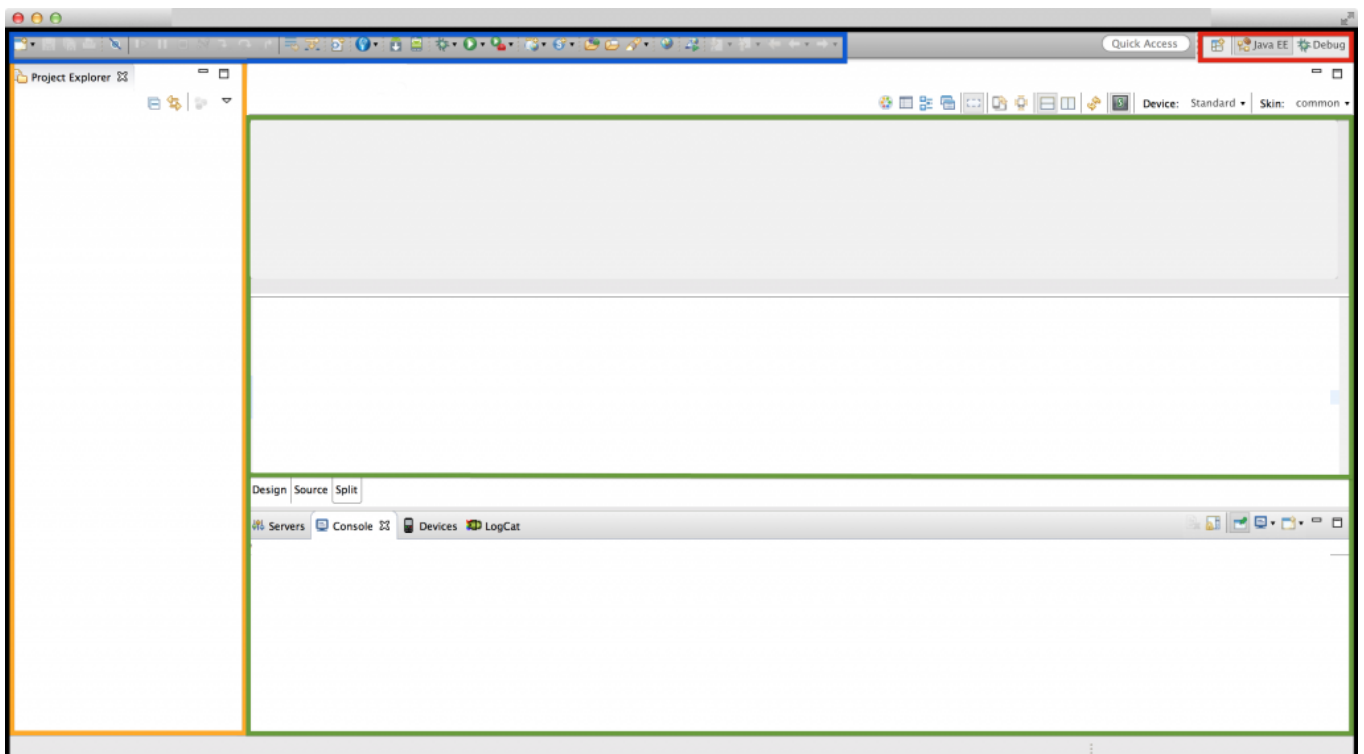 Quick Access Java EE Debug
Project Explorer
Device: Standard Skin: common
Design Source Split
Servers Console Devices LogCat